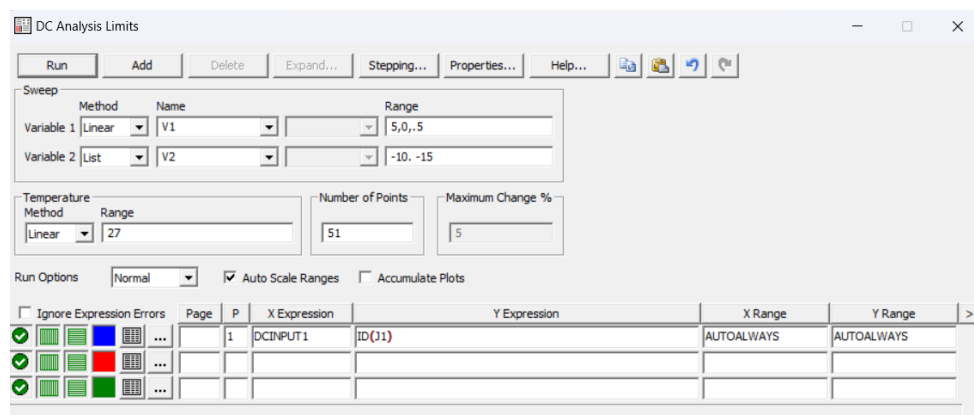 DC Analysis Limits
Run Add Delete Expand... Stepping... Properties... Help...
Sweep
Method Name Range
Variable 1 Linear V1 5,0,.5
Variable 2 List V2 -10. -15
Temperature Number of Points Maximum Change %
Method Range
Linear 27 51 5
Run Options Normal Auto Scale Ranges Accumulate Plots
Ignore Expression Errors Page P X Expression Y Expression X Range Y Range >
... 1 DCINPUT1 ID(J1) AUTOALWAYS AUTOALWAYS
...
...